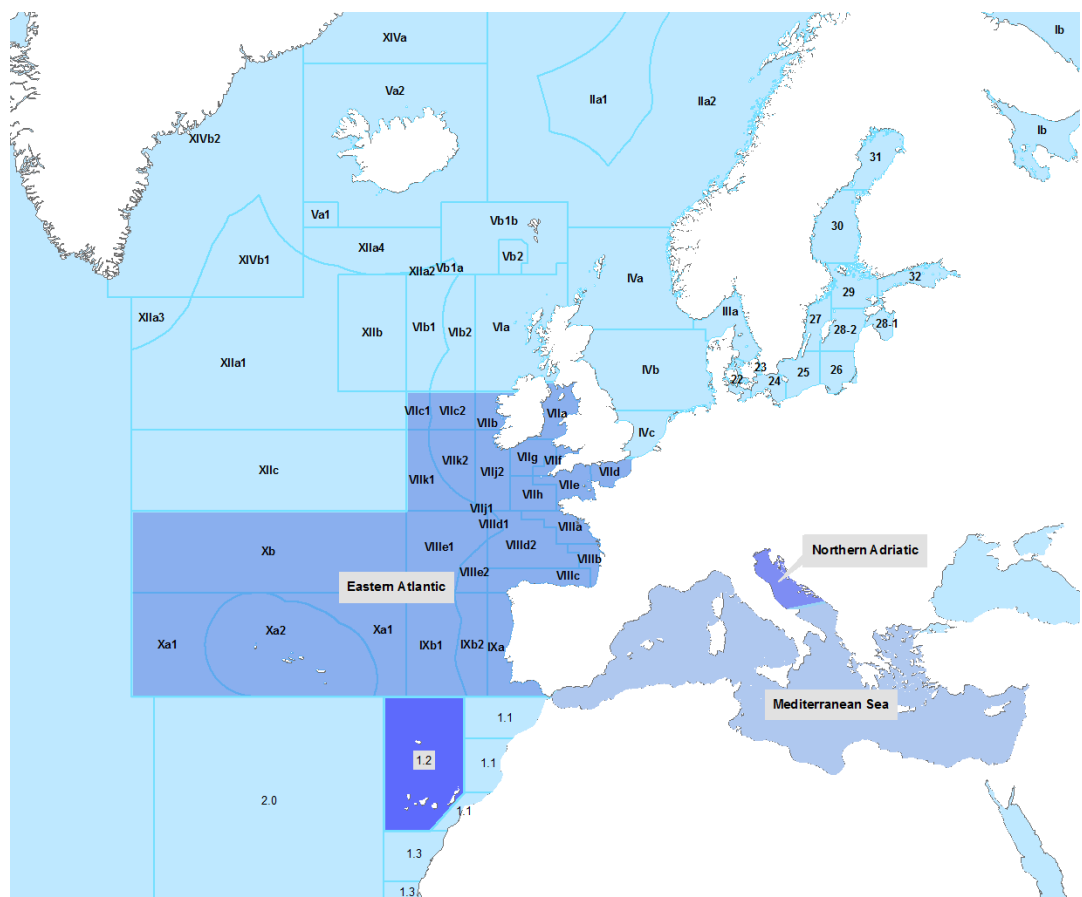 XIVa
Ib
Va2
IIa1
IIa2
XIVb2
Ib
31
Va1
Vb1b
30
XIIa4
Vb2
XIVb1
Vb1a
XIIa2
IVa
32
29
XIIa3
XIIb
VIb1
VIb2
VIa
IIIa
27
28-2
28-1
XIIa1
IVb
22
23
24
25
26
VIIc1
VIIc2
VIIb
VIIa
IVc
XIIc
VIIk2
VIIk1
VIIj2
VIIg
VIIf
VIId
VIIe
VIIh
VIIj1
VIIId1
VIIIa
Xb
VIIIe1
VIIId2
VIIIb
Northern Adriatic
VIIIe2
VIIIc
Eastern Atlantic
Xa1
Xa2
Xa1
IXb1
IXb2
IXa
Mediterranean Sea
1.1
1.2
1.1
2.0
1.1
1.3
1.3